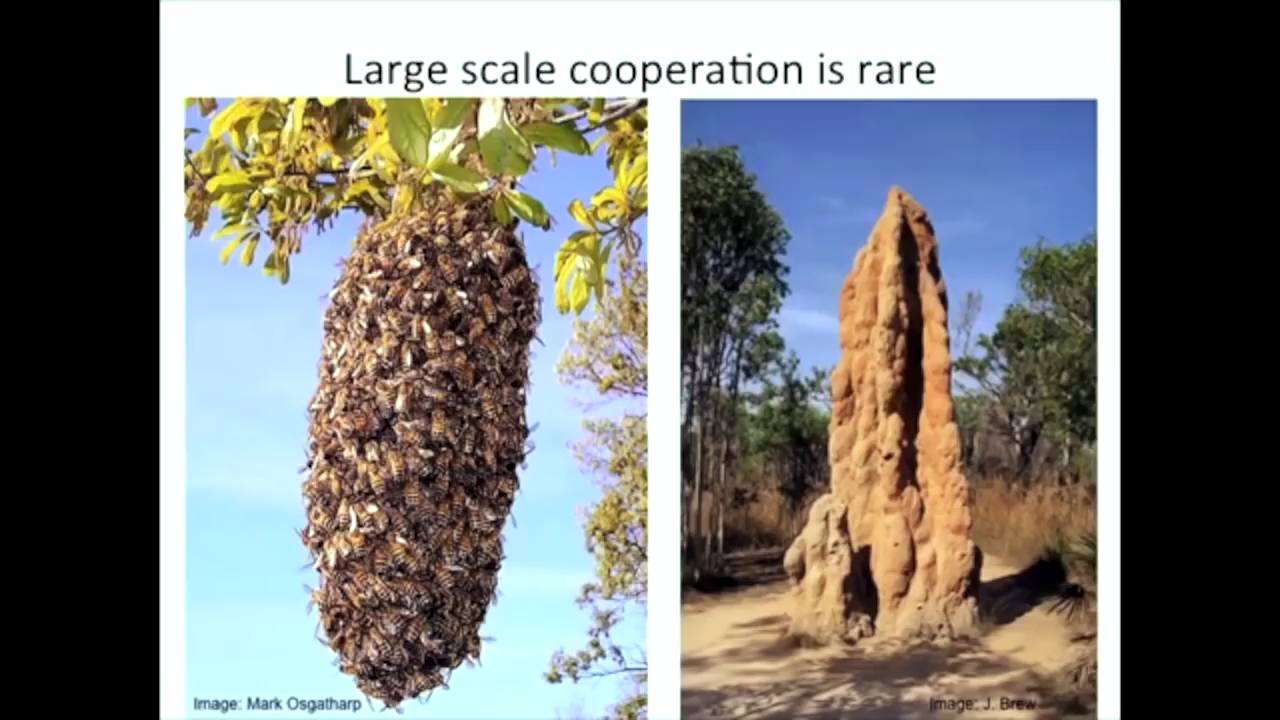 Large scale cooperation is rare
Image: Mark Osgatharp
Image: J. Brew